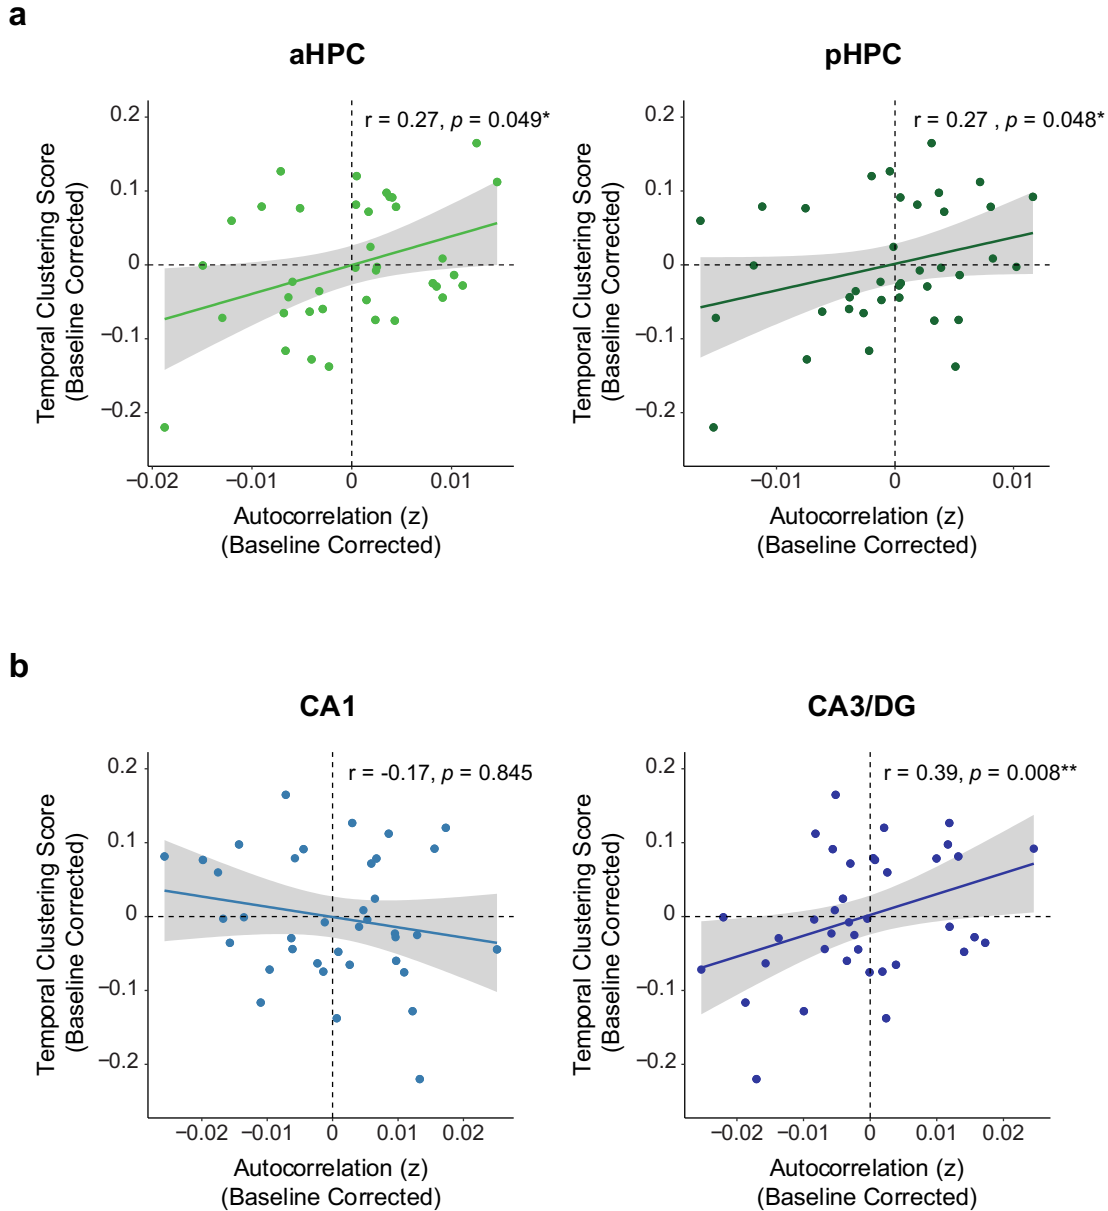 a
aHPC
r = 0.27, p = 0.049*
0.2
0.1
0
−0.1
−0.2
Temporal Clustering Score
(Baseline Corrected)
−0.02 −0.01 0 0.01
Autocorrelation (z)
(Baseline Corrected)
pHPC
r = 0.27 , p = 0.048*
0.2
0.1
0
−0.1
−0.2
Temporal Clustering Score
(Baseline Corrected)
−0.01 0 0.01
Autocorrelation (z)
(Baseline Corrected)
b
CA1
r = -0.17, p = 0.845
0.2
0.1
0
−0.1
−0.2
Temporal Clustering Score
(Baseline Corrected)
−0.02 −0.01 0 0.01 0.02
Autocorrelation (z)
(Baseline Corrected)
CA3/DG
r = 0.39, p = 0.008**
0.2
0.1
0
−0.1
−0.2
Temporal Clustering Score
(Baseline Corrected)
−0.02 −0.01 0 0.01 0.02
Autocorrelation (z)
(Baseline Corrected)